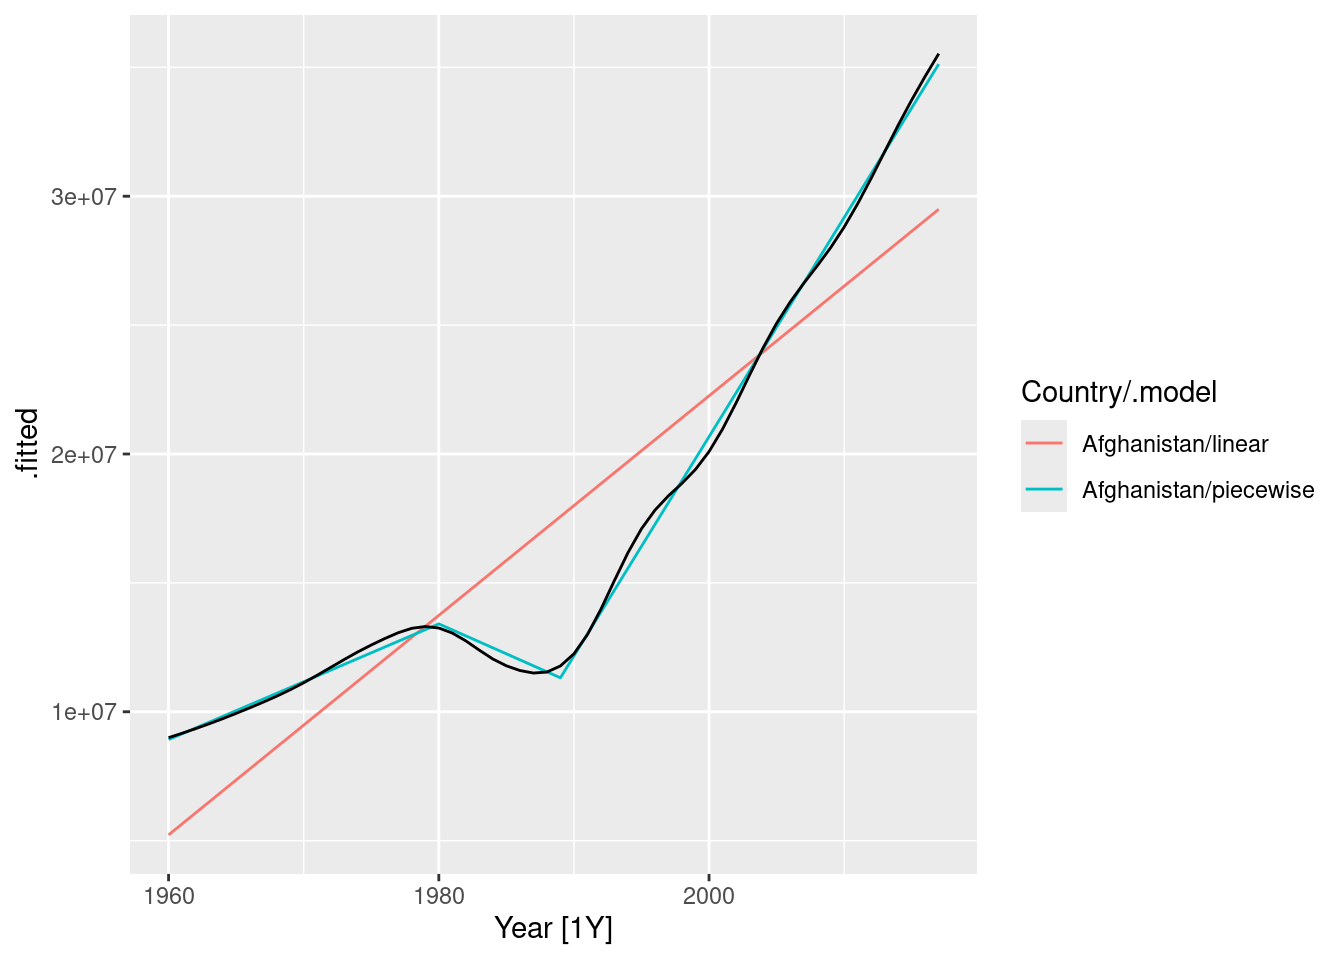 .fitted
3e+07
2e+07
1e+07
1960
1980
2000
Year [1Y]
Country/.model
Afghanistan/linear
Afghanistan/piecewise